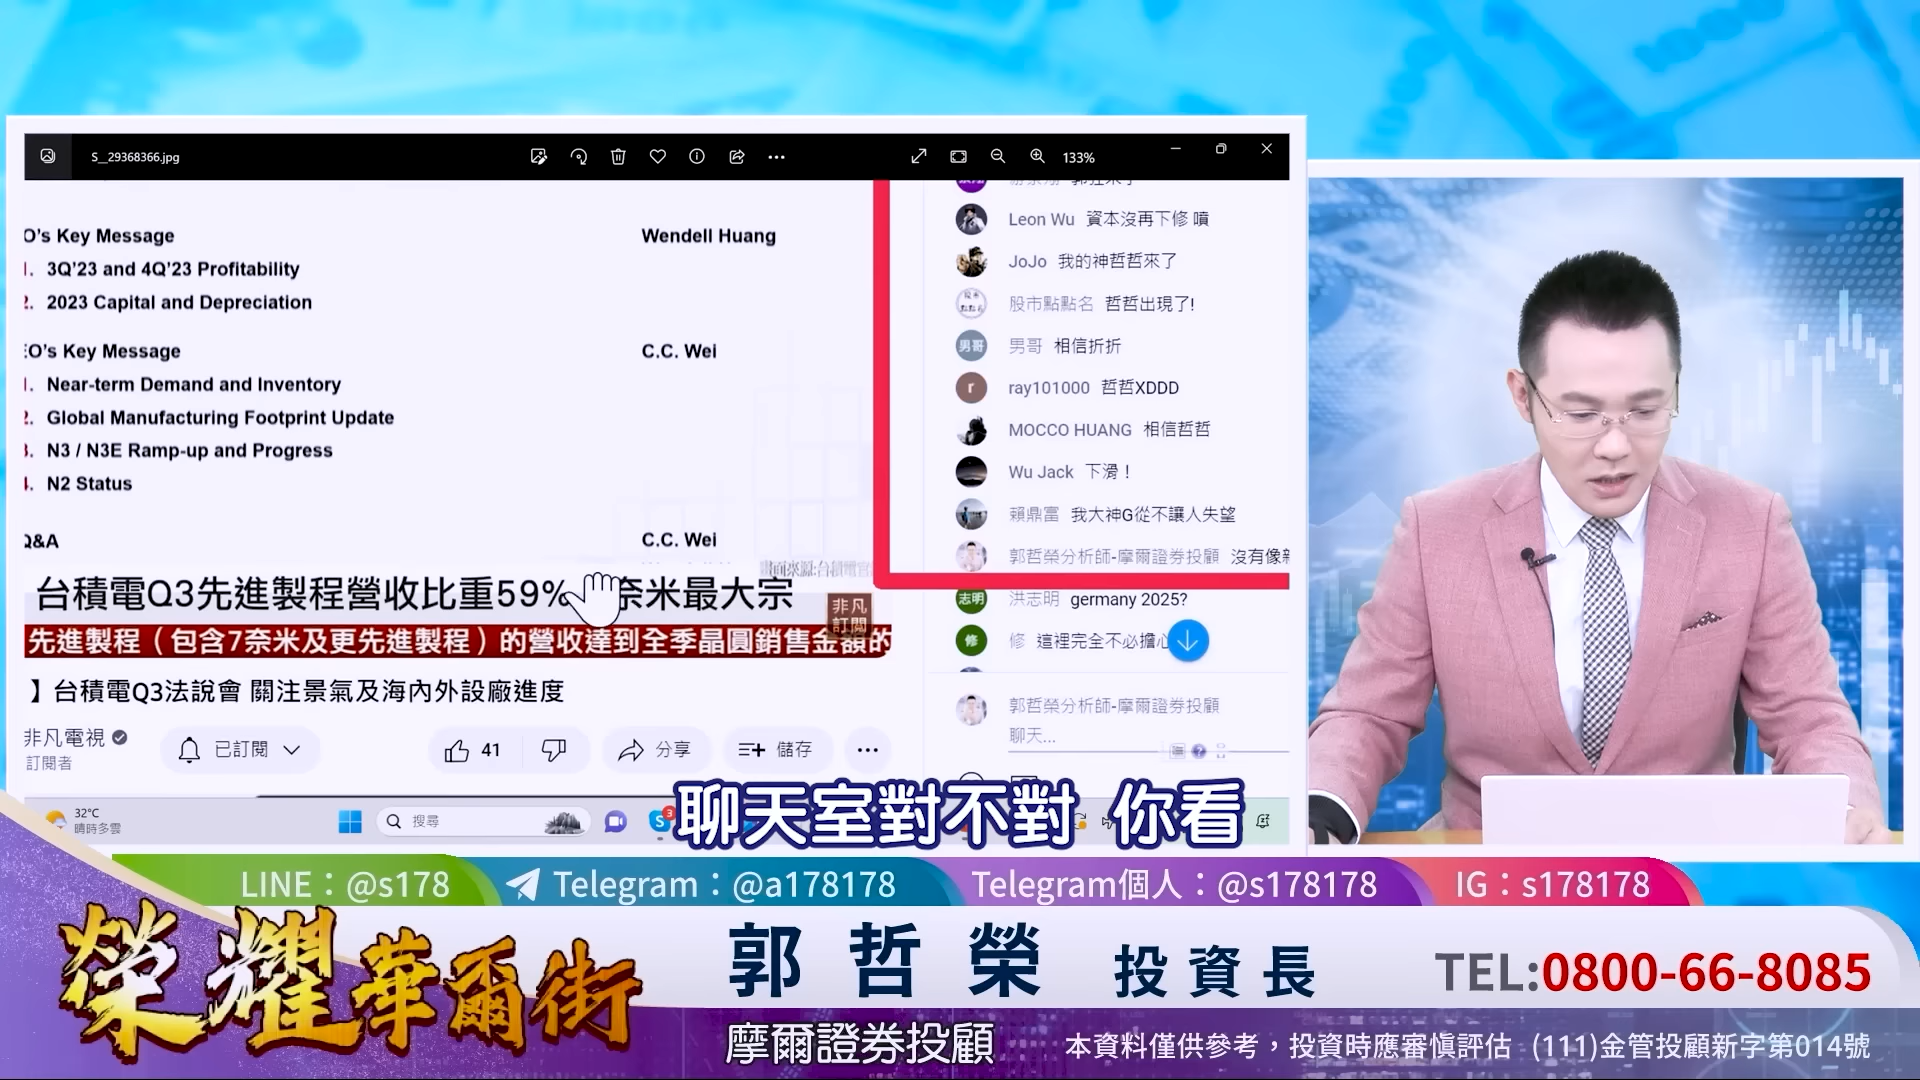 S__29368366.jpg
133%
O's Key Message Wendell Huang
3Q'23 and 4Q'23 Profitability
2. 2023 Capital and Depreciation
EO's Key Message C.C. Wei
Near-term Demand and Inventory
2. Global Manufacturing Footprint Update
N3 / N3E Ramp-up and Progress
N2 Status
Q&A C.C. Wei
台積電Q3先進製程營收比重59% 奈米最大宗
非凡
訂閱
先進製程（包含7奈米及更先進製程）的營收達到全季晶圓銷售金額的
】台積電Q3法說會 關注景氣及海內外設廠進度
非凡電視
訂閱者
已訂閱
41
分享
儲存
Leon Wu 資本沒再下修 噴
JoJo 我的神哲哲來了
股市點點名 哲哲出現了!
男哥 男哥 相信折折
r ray101000 哲哲XDDD
MOCCO HUANG 相信哲哲
Wu Jack 下滑！
賴鼎富 我大神G從不讓人失望
郭哲榮分析師-摩爾證券投顧 沒有像新
志明 洪志明 germany 2025?
修 修 這裡完全不必擔心
郭哲榮分析師-摩爾證券投顧
聊天...
32°C
晴時多雲
搜尋
S 3
聊天室對不對 你看
LINE：@s178
Telegram：@a178178
Telegram個人：@s178178
IG：s178178
榮耀華爾街
郭哲榮 投資長
TEL:0800-66-8085
摩爾證券投顧
本資料僅供參考，投資時應審慎評估 (111)金管投顧新字第014號